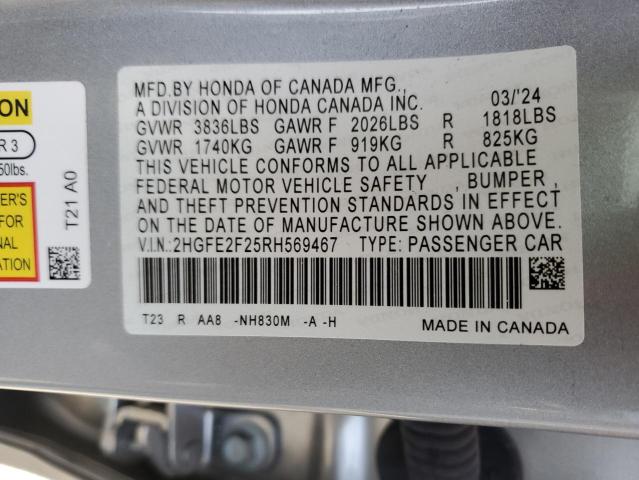 ON
R 3
50lbs.
ER'S
FOR
NAL
ATION
T21 A0
MFD.BY HONDA OF CANADA MFG.,
A DIVISION OF HONDA CANADA INC. 03/'24
GVWR 3836LBS GAWR F 2026LBS R 1818LBS
GVWR 1740KG GAWR F 919KG R 825KG
THIS VEHICLE CONFORMS TO ALL APPLICABLE
FEDERAL MOTOR VEHICLE SAFETY , BUMPER ,
AND THEFT PREVENTION STANDARDS IN EFFECT
ON THE DATE OF MANUFACTURE SHOWN ABOVE.
V.I.N.:2HGFE2F25RH569467 TYPE: PASSENGER CAR
T23 R AA8 -NH830M -A -H
MADE IN CANADA